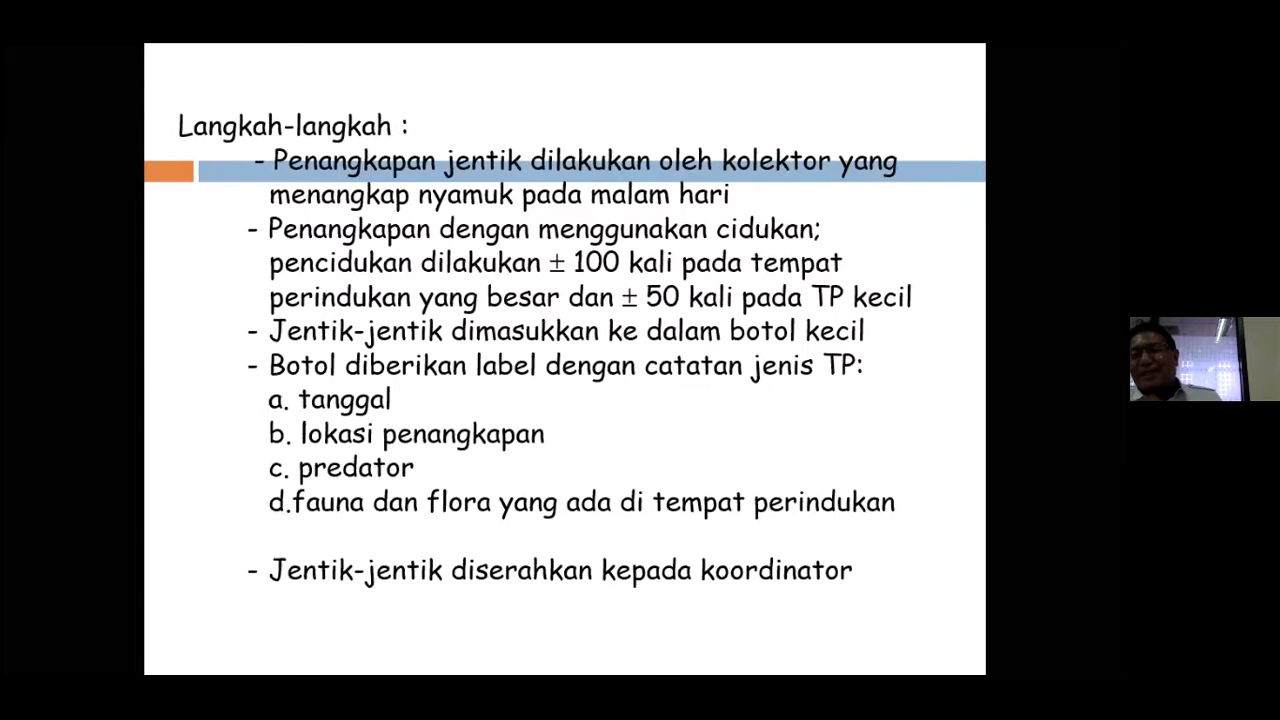 Langkah-langkah :
- Penangkapan jentik dilakukan oleh kolektor yang
menangkap nyamuk pada malam hari
- Penangkapan dengan menggunakan cidukan;
pencidukan dilakukan ± 100 kali pada tempat
perindukan yang besar dan ± 50 kali pada TP kecil
- Jentik-jentik dimasukkan ke dalam botol kecil
- Botol diberikan label dengan catatan jenis TP:
a. tanggal
b. lokasi penangkapan
c. predator
d.fauna dan flora yang ada di tempat perindukan
- Jentik-jentik diserahkan kepada koordinator